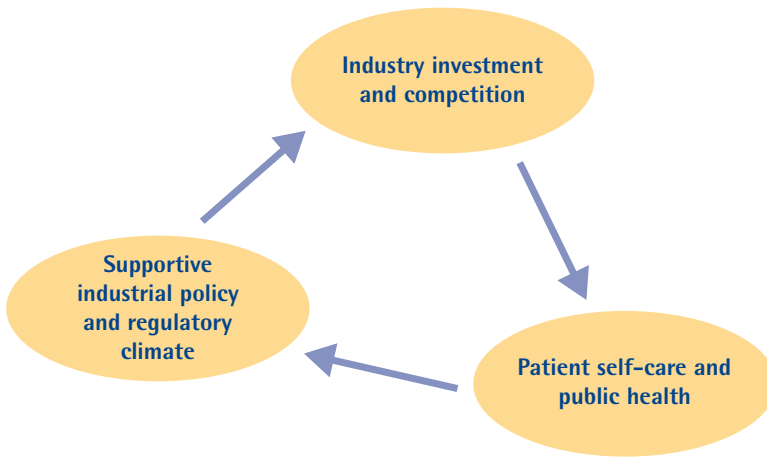 Industry investment
and competition
Supportive
industrial policy
and regulatory
climate
Patient self-care and
public health